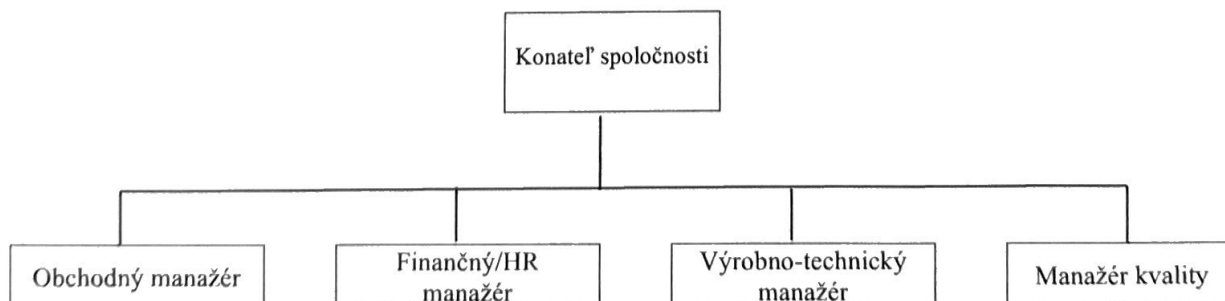 Konateľ spoločnosti
Obchodný manažér
Finančný/HR
manažér
Výrobno-technický
manažér
Manažér kvality